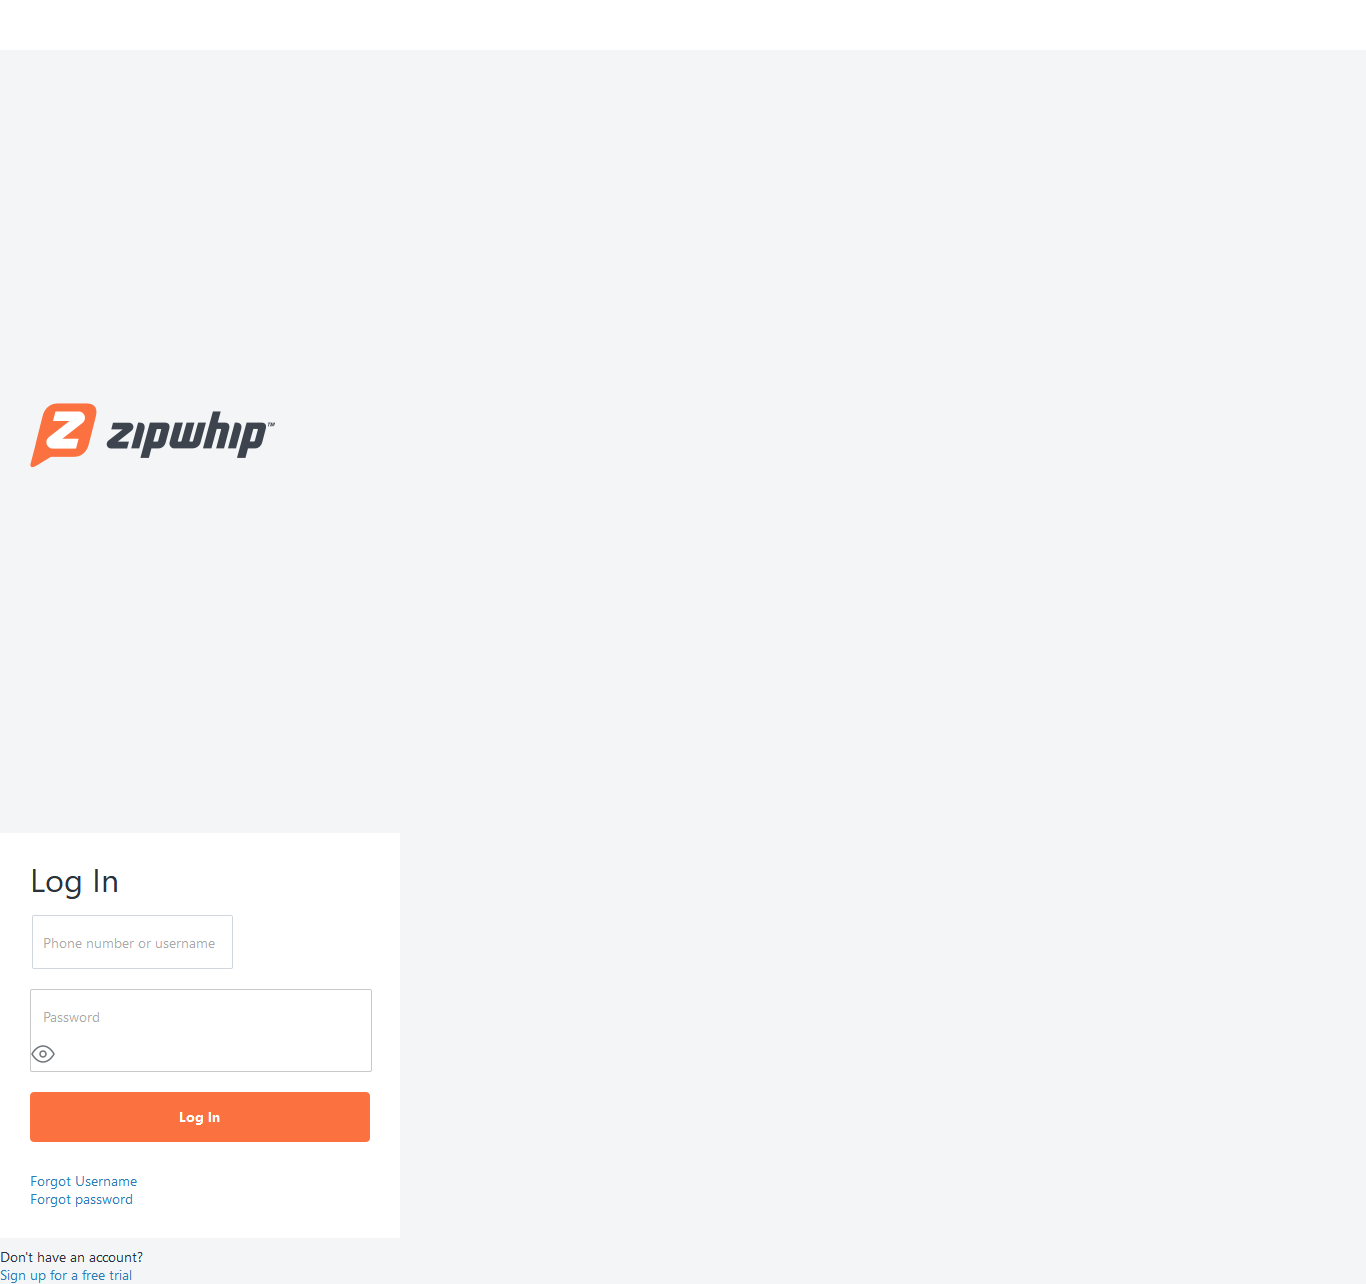 zipwhip™
Log In
Phone number or username
Password
Log In
Forgot Username
Forgot password
Don't have an account?
Sign up for a free trial